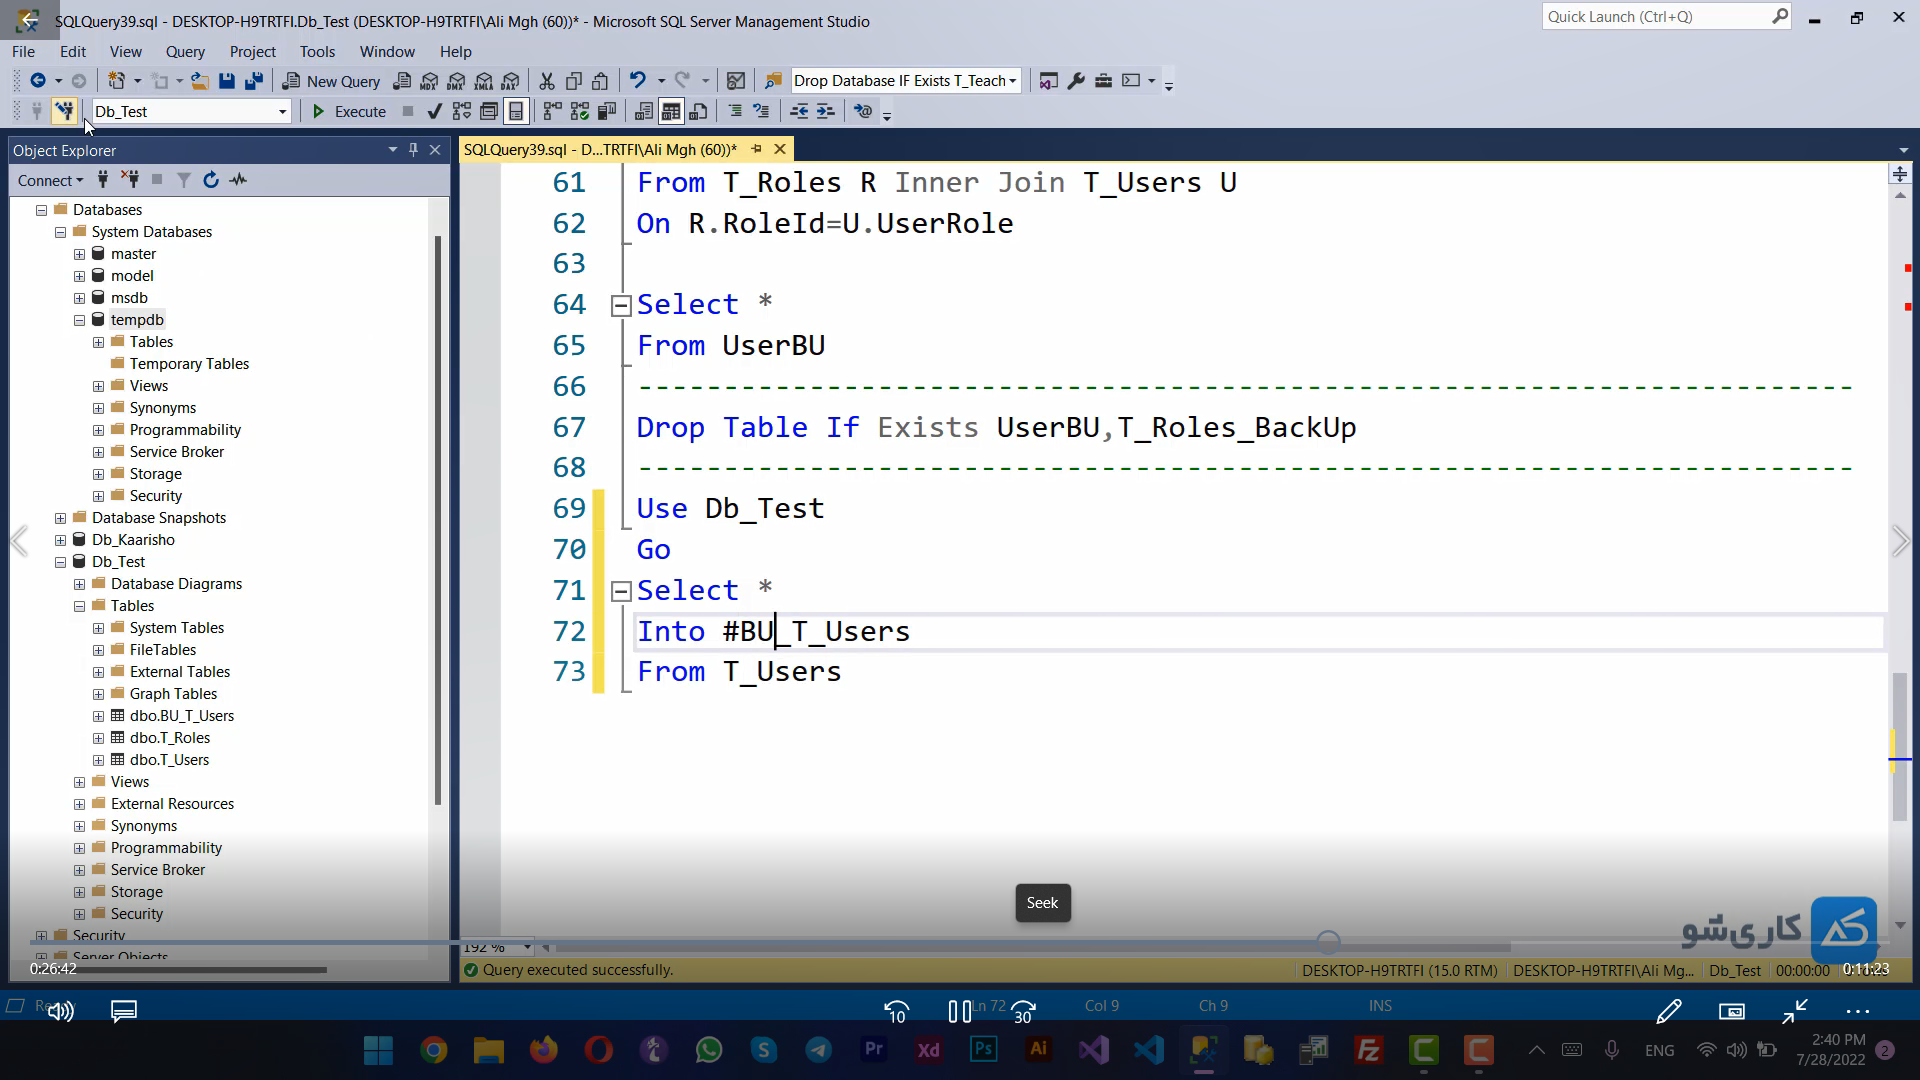 SQLQuery39.sql - DESKTOP-H9TRTFI.Db_Test (DESKTOP-H9TRTFI\Ali Mgh (60))* - Microsoft SQL Server Management Studio
Quick Launch (Ctrl+Q)
File Edit View Query Project Tools Window Help
New Query
MDX DMX XMLA DAX
Drop Database IF Exists T_Teach
Db_Test
Execute
Object Explorer
SQLQuery39.sql - D...TRTFI\Ali Mgh (60))*
Connect
Databases
System Databases
master
model
msdb
tempdb
Tables
Temporary Tables
Views
Synonyms
Programmability
Service Broker
Storage
Security
Database Snapshots
Db_Kaarisho
Db_Test
Database Diagrams
Tables
System Tables
FileTables
External Tables
Graph Tables
dbo.BU_T_Users
dbo.T_Roles
dbo.T_Users
Views
External Resources
Synonyms
Programmability
Service Broker
Storage
Security
Security
Server Objects
61 From T_Roles R Inner Join T_Users U
62 On R.RoleId=U.UserRole
63
64 Select *
65 From UserBU
66 -----------------------------------------------------------------------
67 Drop Table If Exists UserBU,T_Roles_BackUp
68 -----------------------------------------------------------------------
69 Use Db_Test
70 Go
71 Select *
72 Into #BU_T_Users
73 From T_Users
Seek
کاری‌شو
192 %
0:26:42
0:11:23
Query executed successfully.
DESKTOP-H9TRTFI (15.0 RTM) DESKTOP-H9TRTFI\Ali Mg... Db_Test 00:00:00
10 30
Ln 72 Col 9 Ch 9 INS
Pr Xd Ps Ai
ENG
2:40 PM
7/28/2022
2